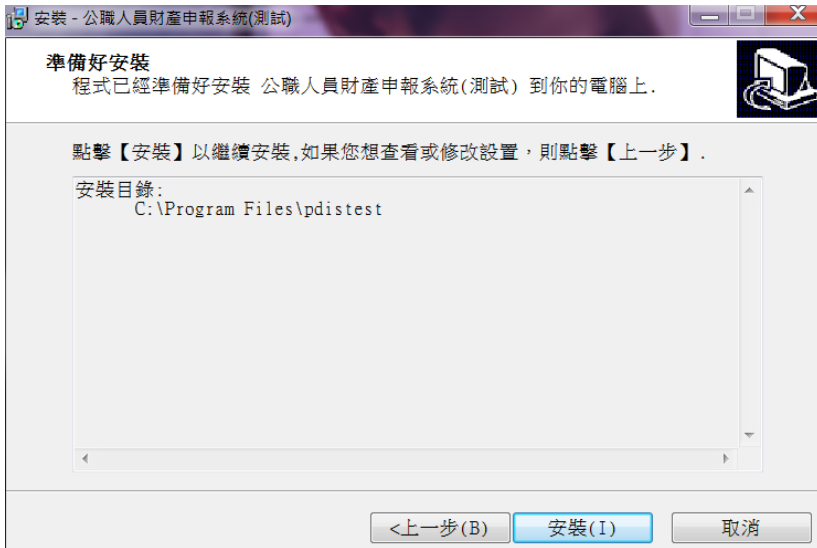 安裝 - 公職人員財產申報系統(測試)
準備好安裝
程式已經準備好安裝 公職人員財產申報系統(測試) 到你的電腦上.
點擊【安裝】以繼續安裝,如果您想查看或修改設置，則點擊【上一步】.
安裝目錄:
C:\Program Files\pdistest
<上一步(B)
安裝(I)
取消